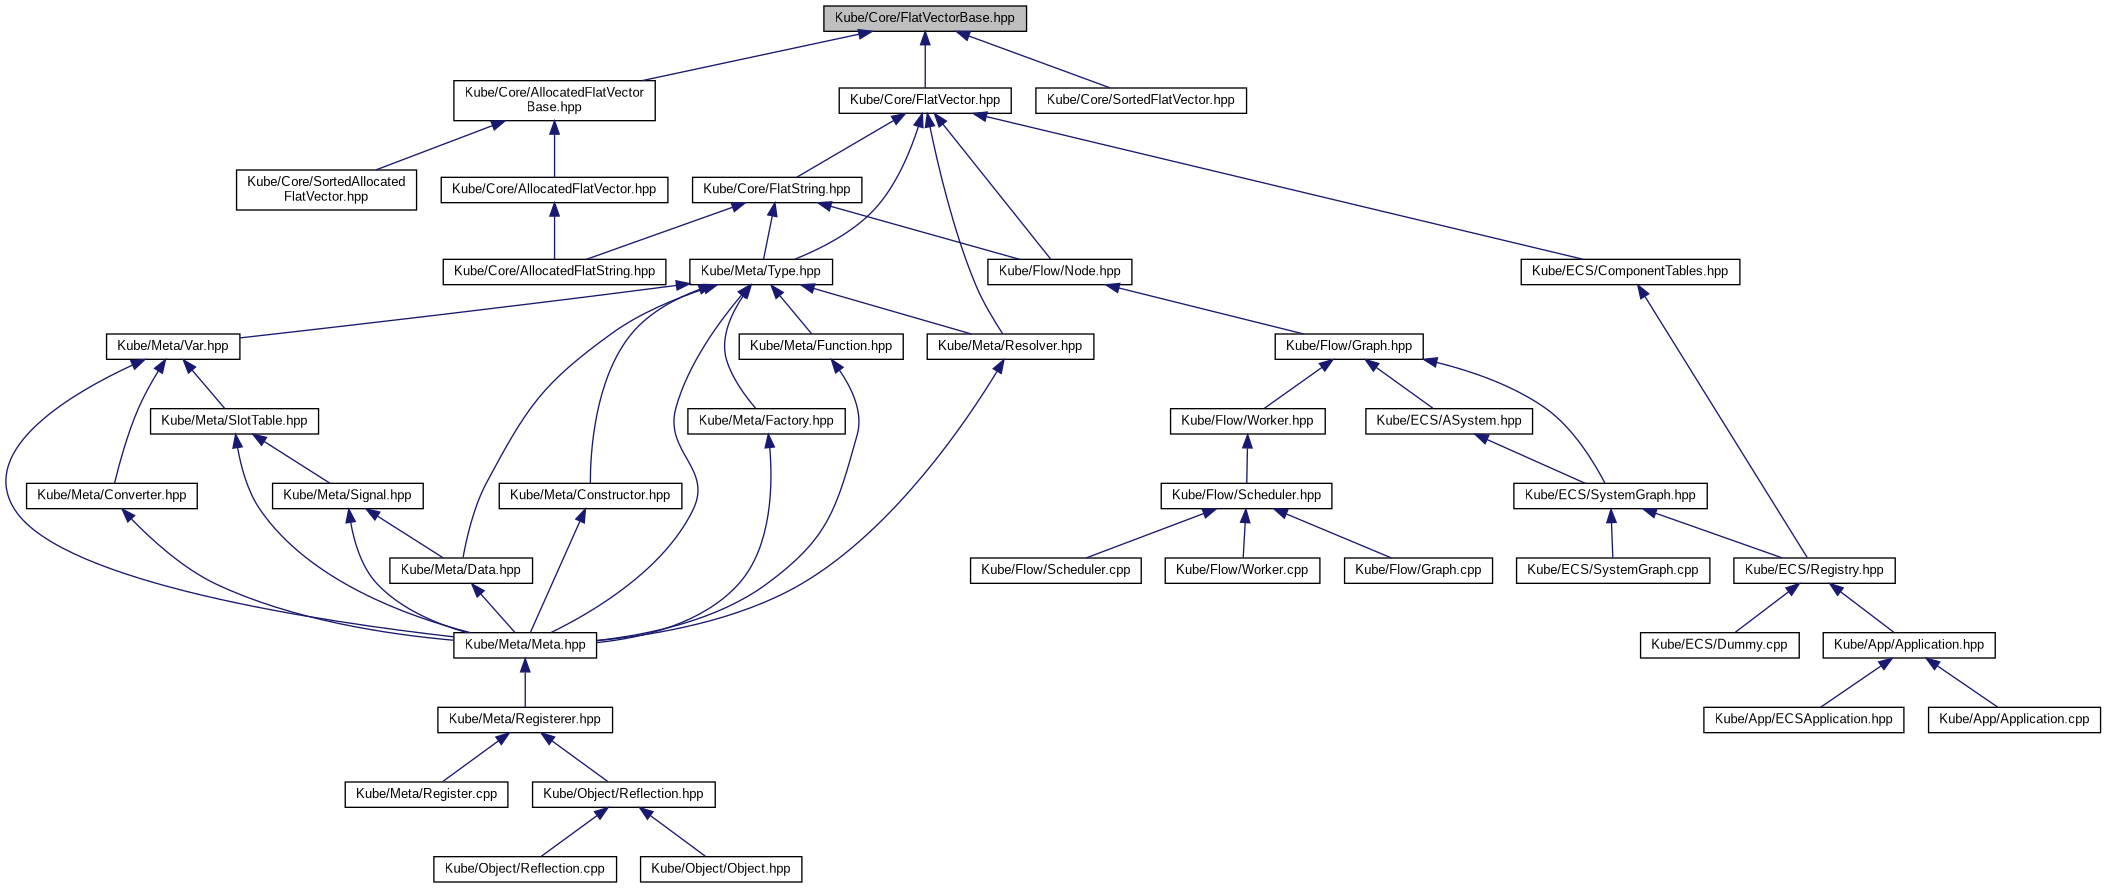 Kube/Core/FlatVectorBase.hpp
Kube/Core/AllocatedFlatVector
Base.hpp
Kube/Core/FlatVector.hpp
Kube/Core/SortedFlatVector.hpp
Kube/Core/SortedAllocated
FlatVector.hpp
Kube/Core/AllocatedFlatVector.hpp
Kube/Core/FlatString.hpp
Kube/Core/AllocatedFlatString.hpp
Kube/Meta/Type.hpp
Kube/Flow/Node.hpp
Kube/ECS/ComponentTables.hpp
Kube/Meta/Var.hpp
Kube/Meta/Function.hpp
Kube/Meta/Resolver.hpp
Kube/Flow/Graph.hpp
Kube/Meta/SlotTable.hpp
Kube/Meta/Factory.hpp
Kube/Flow/Worker.hpp
Kube/ECS/ASystem.hpp
Kube/Meta/Converter.hpp
Kube/Meta/Signal.hpp
Kube/Meta/Constructor.hpp
Kube/Flow/Scheduler.hpp
Kube/ECS/SystemGraph.hpp
Kube/Meta/Data.hpp
Kube/Flow/Scheduler.cpp
Kube/Flow/Worker.cpp
Kube/Flow/Graph.cpp
Kube/ECS/SystemGraph.cpp
Kube/ECS/Registry.hpp
Kube/Meta/Meta.hpp
Kube/ECS/Dummy.cpp
Kube/App/Application.hpp
Kube/Meta/Registerer.hpp
Kube/App/ECSApplication.hpp
Kube/App/Application.cpp
Kube/Meta/Register.cpp
Kube/Object/Reflection.hpp
Kube/Object/Reflection.cpp
Kube/Object/Object.hpp